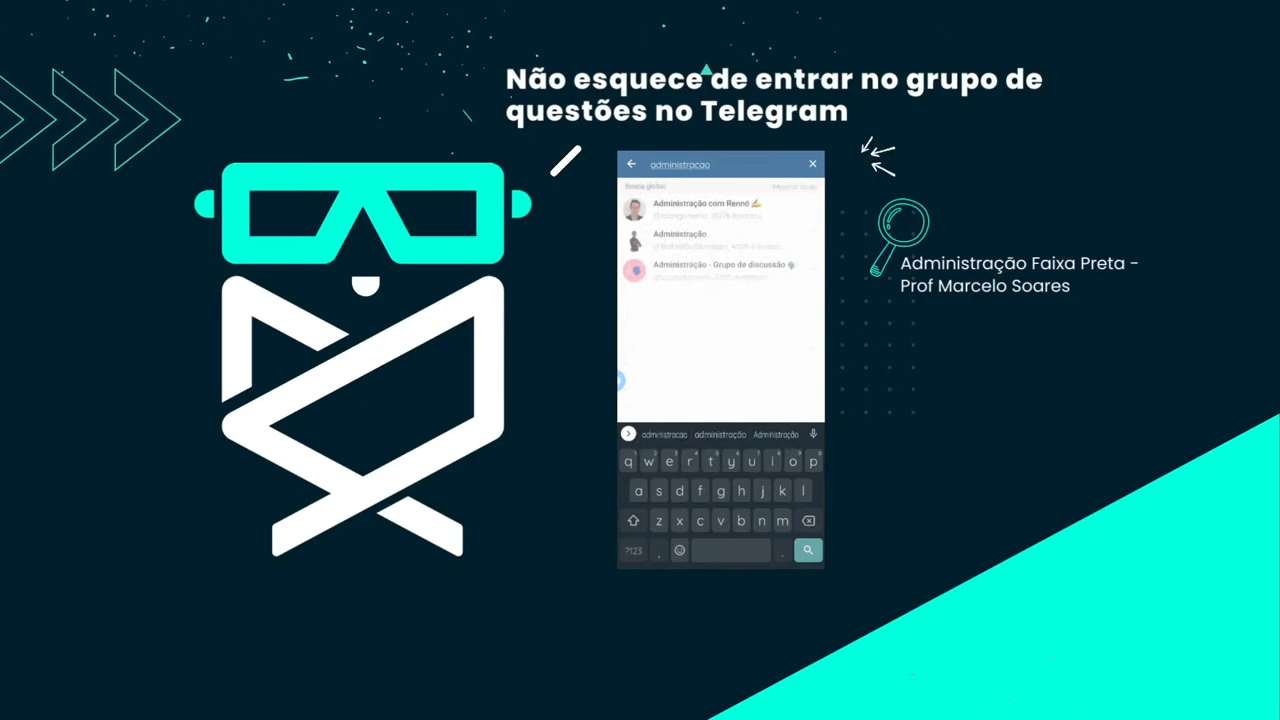 Não esquece de entrar no grupo de
questões no Telegram
administracao
Busca global
Administração com Rennó ✍
Administração
Administração - Grupo de discussão
Administração Faixa Preta -
Prof Marcelo Soares
administracao administração Administração
q w e r t y u i o p
a s d f g h j k l
z x c v b n m
?123 , .